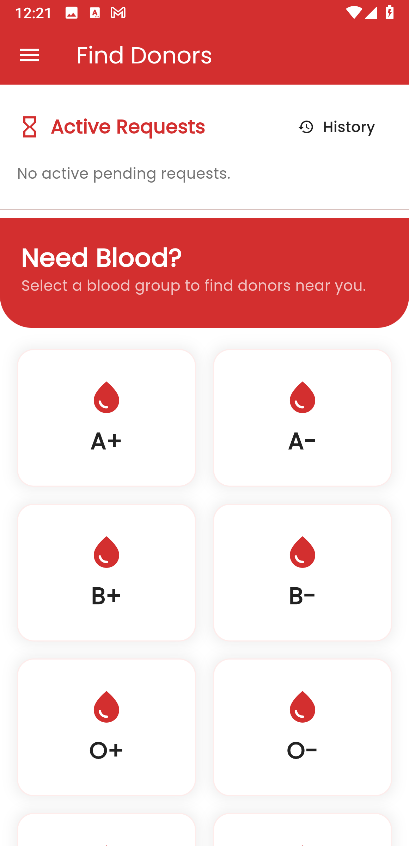 12:21
Find Donors
Active Requests
History
No active pending requests.
Need Blood?
Select a blood group to find donors near you.
A+
A-
B+
B-
O+
O-